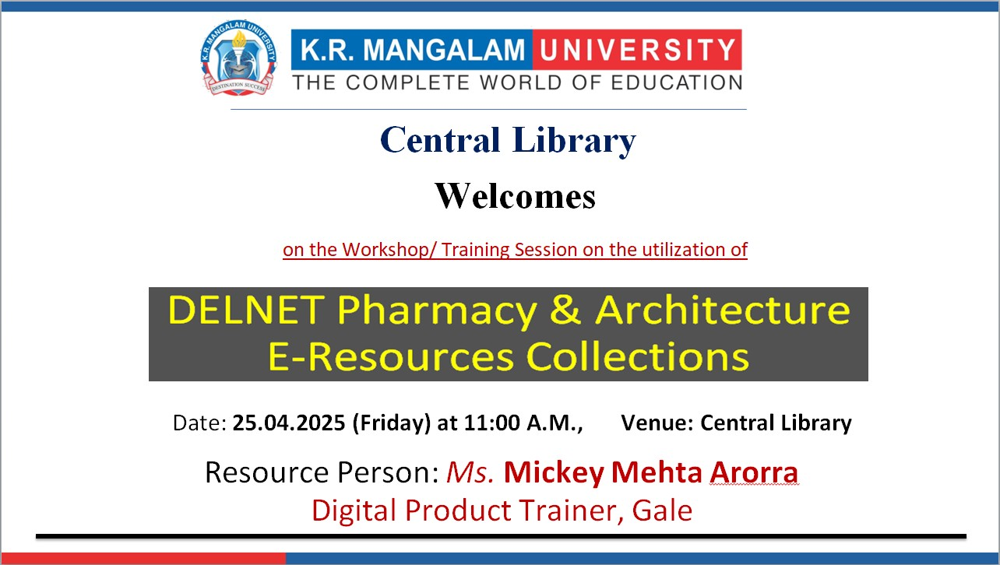 K.R. MANGALAM UNIVERSITY
DESTINATION SUCCESS
K.R. MANGALAM UNIVERSITY
THE COMPLETE WORLD OF EDUCATION
Central Library
Welcomes
on the Workshop/ Training Session on the utilization of
DELNET Pharmacy & Architecture
E-Resources Collections
Date: 25.04.2025 (Friday) at 11:00 A.M., Venue: Central Library
Resource Person: Ms. Mickey Mehta Arorra
Digital Product Trainer, Gale